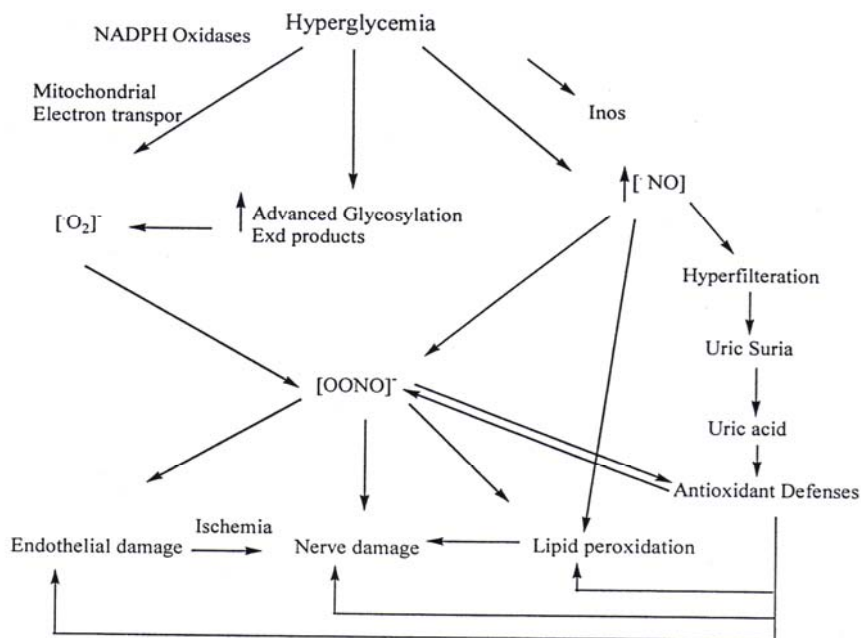 Hyperglycemia
NADPH Oxidases
Mitochondrial
Electron transpor
Inos
[·NO]
Advanced Glycosylation
Exd products
[·O2]-
Hyperfilteration
Uric Suria
[OONO]-
Uric acid
Antioxidant Defenses
Ischemia
Endothelial damage
Nerve damage
Lipid peroxidation